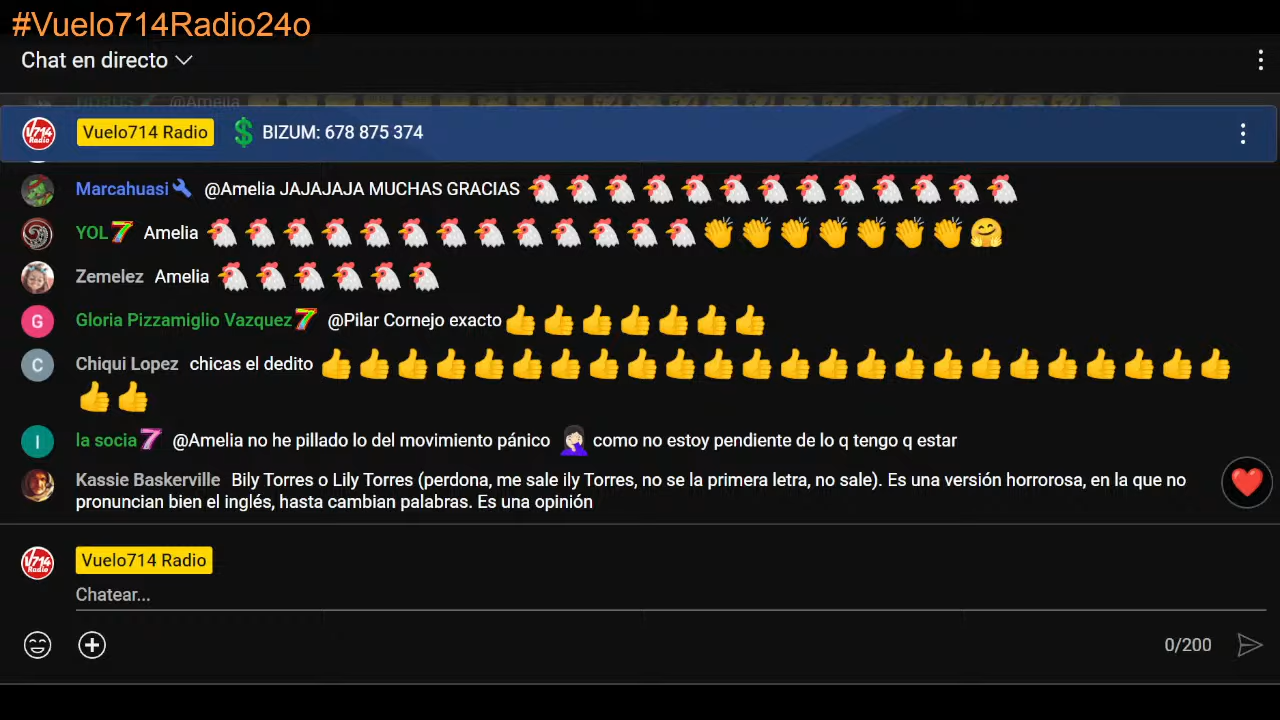 #Vuelo714Radio24o
Chat en directo
@Amelia
Vuelo714 Radio 💲 BIZUM: 678 875 374
Marcahuasi @Amelia JAJAJAJA MUCHAS GRACIAS 🐔🐔🐔🐔🐔🐔🐔🐔🐔🐔🐔🐔🐔
YOL 7 Amelia 🐔🐔🐔🐔🐔🐔🐔🐔🐔🐔🐔🐔🐔👏👏👏👏👏👏👏🤗
Zemelez Amelia 🐔🐔🐔🐔🐔🐔
G Gloria Pizzamiglio Vazquez 7 @Pilar Cornejo exacto 👍👍👍👍👍👍👍
C Chiqui Lopez chicas el dedito 👍👍👍👍👍👍👍👍👍👍👍👍👍👍👍👍👍👍👍👍👍👍👍👍
👍👍
I la socia 7 @Amelia no he pillado lo del movimiento pánico 🤦🏻‍♀️ como no estoy pendiente de lo q tengo q estar
Kassie Baskerville Bily Torres o Lily Torres (perdona, me sale ily Torres, no se la primera letra, no sale). Es una versión horrorosa, en la que no
pronuncian bien el inglés, hasta cambian palabras. Es una opinión
Vuelo714 Radio
Chatear...
0/200